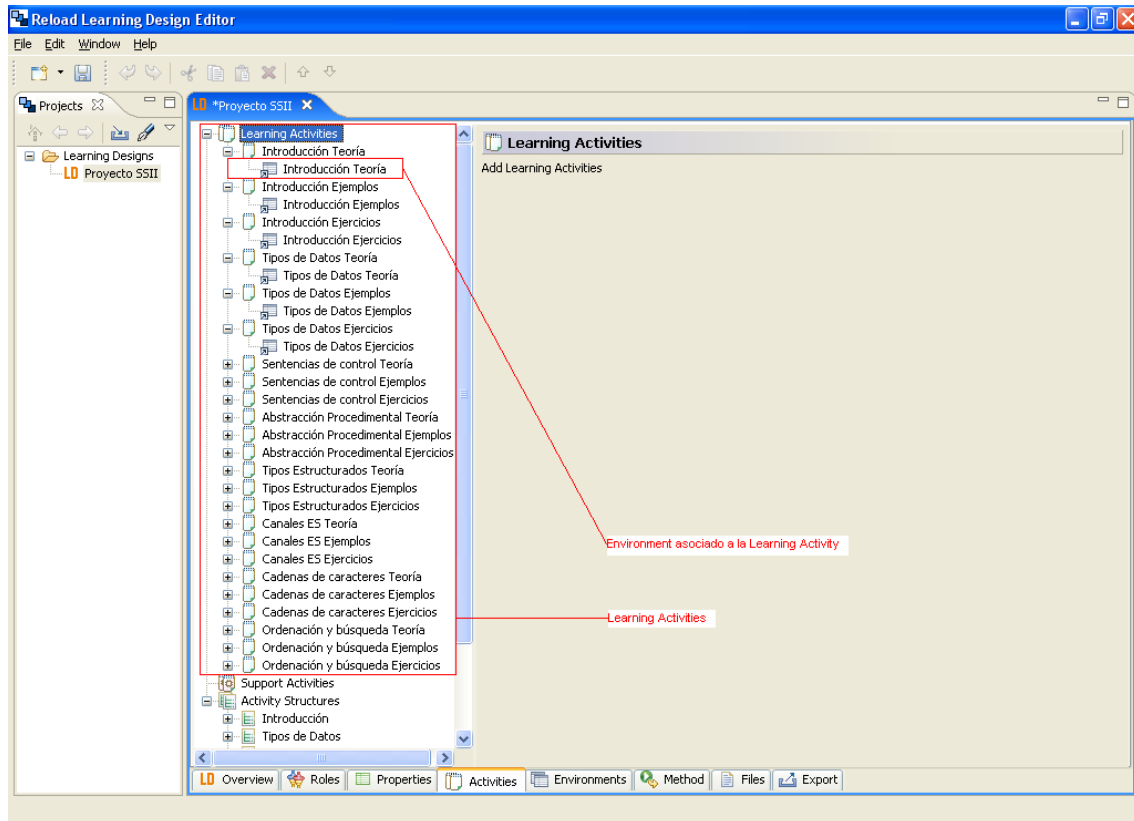 Reload Learning Design Editor
File Edit Window Help
Projects
*Proyecto SSII
Learning Designs
LD Proyecto SSII
LD
Learning Activities
Introducción Teoría
Introducción Teoría
Introducción Ejemplos
Introducción Ejemplos
Introducción Ejercicios
Introducción Ejercicios
Tipos de Datos Teoría
Tipos de Datos Teoría
Tipos de Datos Ejemplos
Tipos de Datos Ejemplos
Tipos de Datos Ejercicios
Tipos de Datos Ejercicios
Sentencias de control Teoría
Sentencias de control Ejemplos
Sentencias de control Ejercicios
Abstracción Procedimental Teoría
Abstracción Procedimental Ejemplos
Abstracción Procedimental Ejercicios
Tipos Estructurados Teoría
Tipos Estructurados Ejemplos
Tipos Estructurados Ejercicios
Canales ES Teoría
Canales ES Ejemplos
Canales ES Ejercicios
Cadenas de caracteres Teoría
Cadenas de caracteres Ejemplos
Cadenas de caracteres Ejercicios
Ordenación y búsqueda Teoría
Ordenación y búsqueda Ejemplos
Ordenación y búsqueda Ejercicios
Support Activities
Activity Structures
Introducción
Tipos de Datos
Learning Activities
Add Learning Activities
Environment asociado a la Learning Activity
Learning Activities
LD Overview Roles Properties Activities Environments Method Files Export